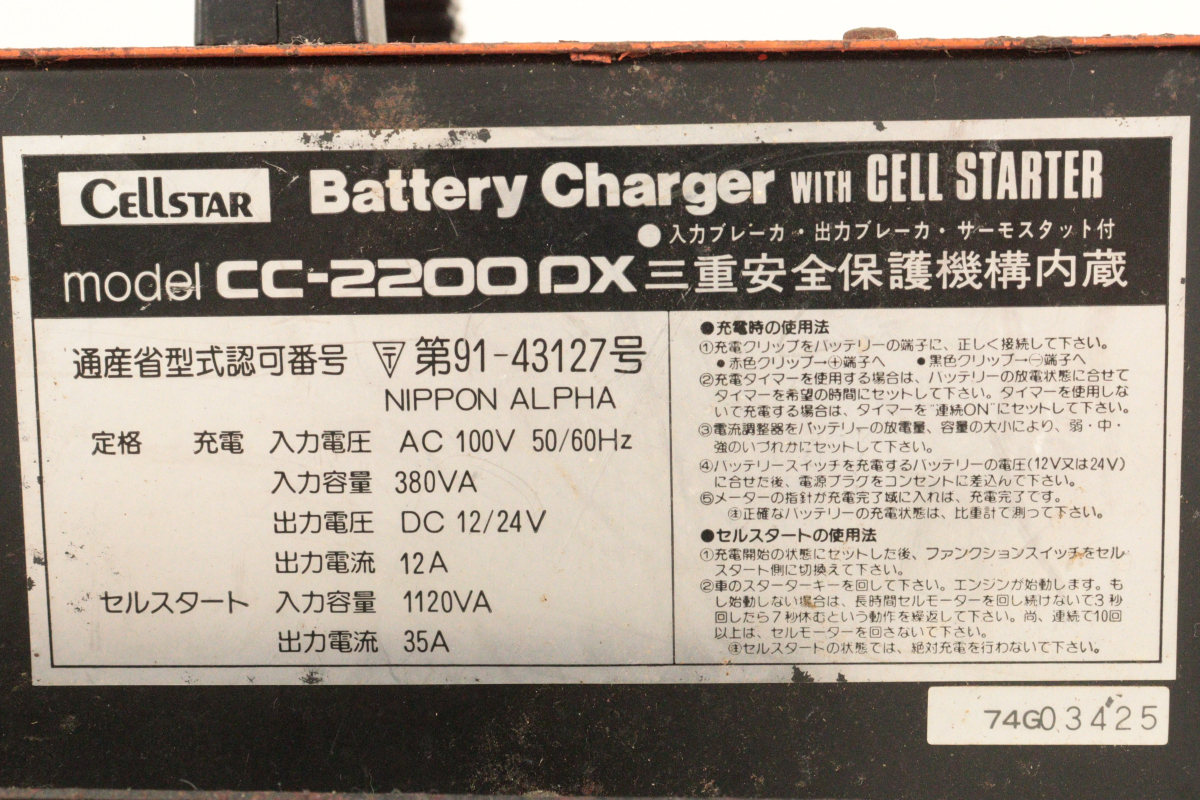 CELLSTAR Battery Charger WITH CELL STARTER
●入力ブレーカ・出力ブレーカ・サーモスタット付
model CC-2200DX 三重安全保護機構内蔵
通産省型式認可番号 第91-43127号
NIPPON ALPHA
定格 充電 入力電圧 AC 100V 50/60Hz
入力容量 380VA
出力電圧 DC 12/24V
出力電流 12A
セルスタート 入力容量 1120VA
出力電流 35A
●充電時の使用法
①充電クリップをバッテリーの端子に、正しく接続して下さい。
●赤色クリップ→⊕端子へ ●黒色クリップ→⊖端子へ
②充電タイマーを使用する場合は、バッテリーの放電状態に合せて
タイマーを希望の時間にセットして下さい。タイマーを使用しな
いで充電する場合は、タイマーを"連続ON"にセットして下さい。
③電流調整器をバッテリーの放電量、容量の大小により、弱・中・
強のいづれかにセットして下さい。
④バッテリースイッチを充電するバッテリーの電圧(12V又は24V)
に合せた後、電源プラグをコンセントに差込んで下さい。
⑤メーターの指針が充電完了域に入れば、充電完了です。
㊟正確なバッテリーの充電状態は、比重計で測って下さい。
●セルスタートの使用法
①充電開始の状態にセットした後、ファンクションスイッチをセル
スタート側に切換えて下さい。
②車のスターターキーを回して下さい。エンジンが始動します。も
し始動しない場合は、長時間セルモーターを回し続けないで3秒
回したら7秒休むという動作を繰返して下さい。尚、連続で10回
以上は、セルモーターを回さないで下さい。
㊟セルスタートの状態では、絶対充電を行わないで下さい。
74G03425